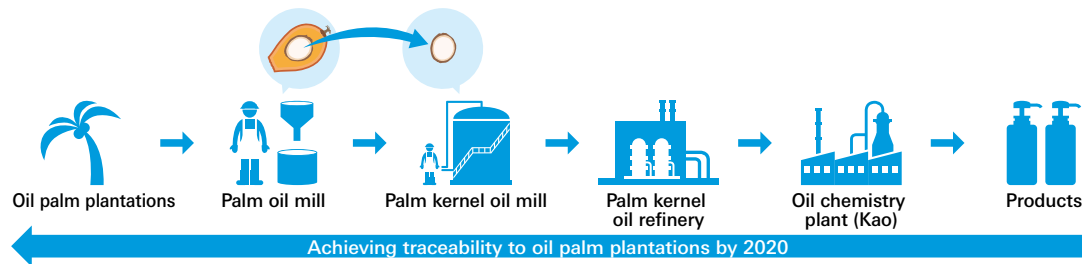 Oil palm plantations
Palm oil mill
Palm kernel oil mill
Palm kernel
oil refinery
Oil chemistry
plant (Kao)
Products
Achieving traceability to oil palm plantations by 2020